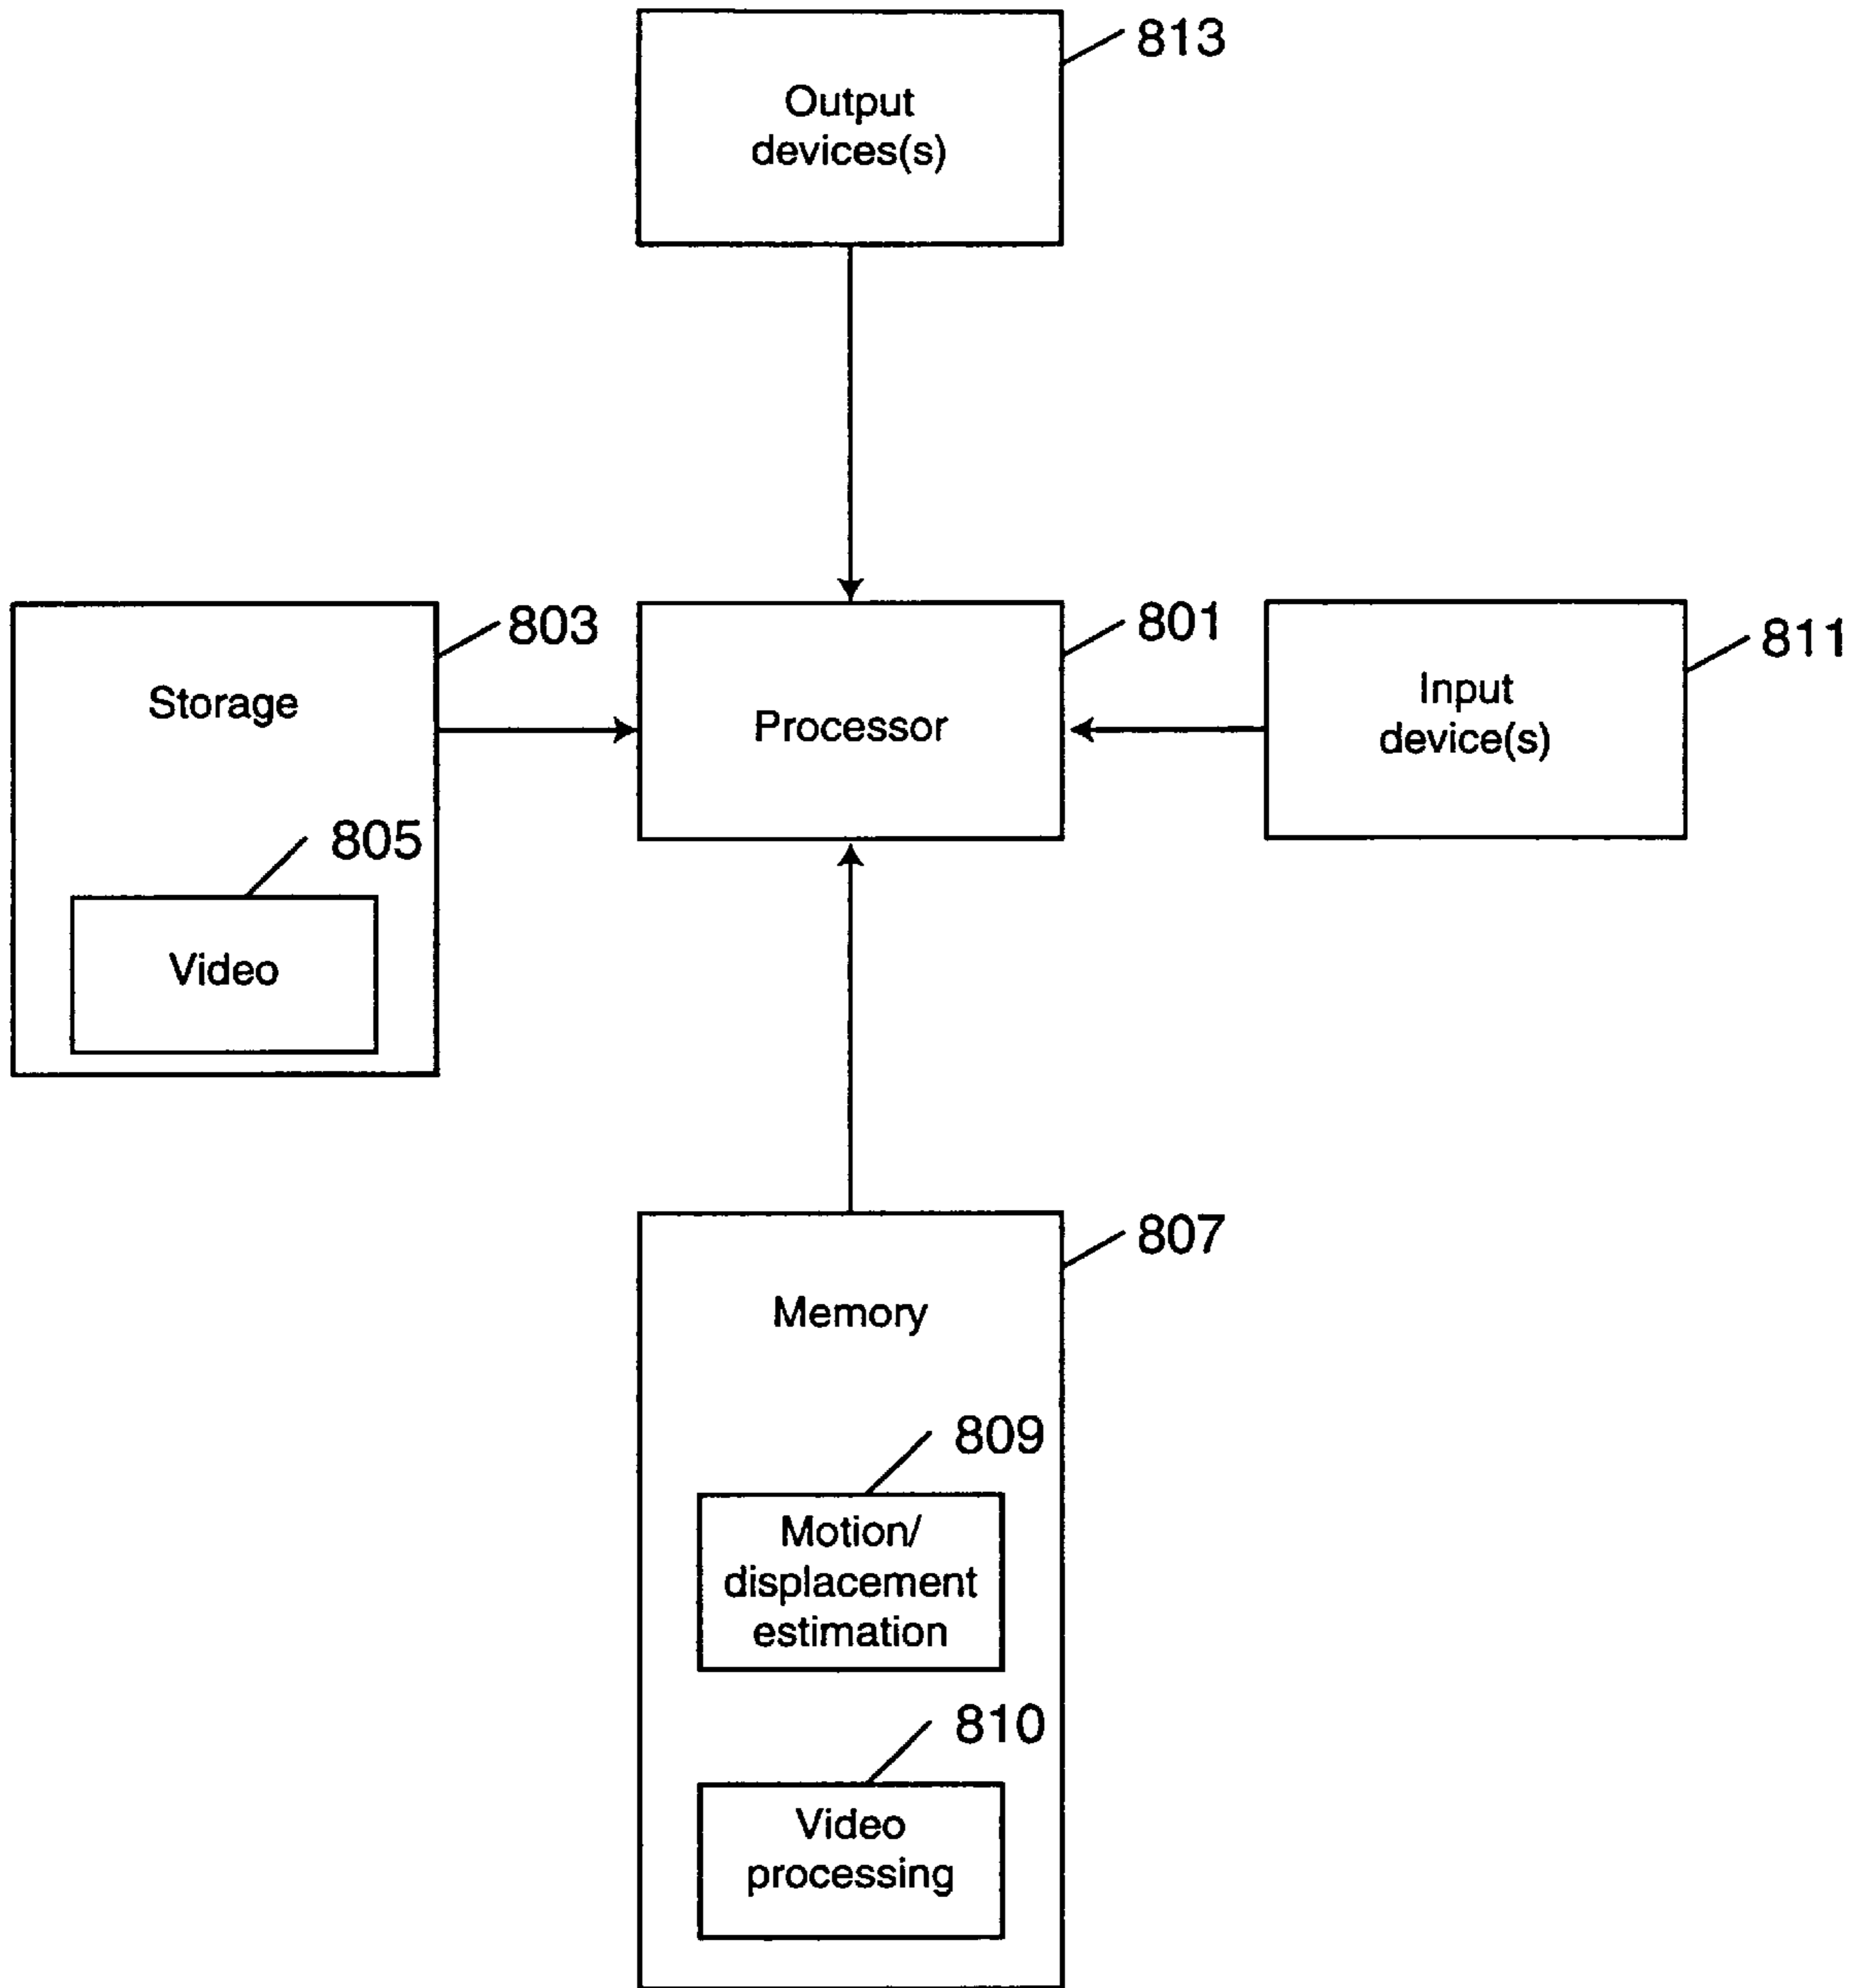 813
Output
devices(s)
803
Storage
805
Video
801
Processor
811
Input
device(s)
807
Memory
809
Motion/
displacement
estimation
810
Video
processing